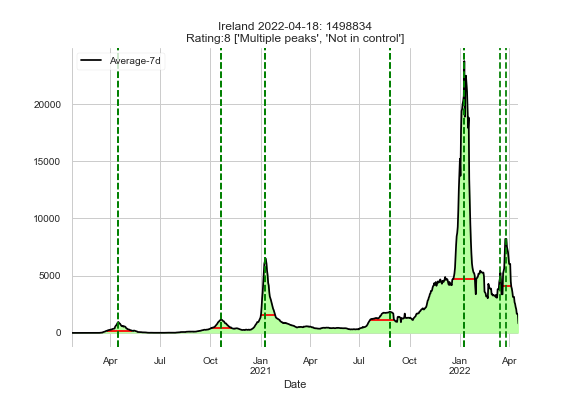 Ireland 2022-04-18: 1498834
Rating:8 ['Multiple peaks', 'Not in control']
Average-7d
20000
15000
10000
5000
0
Apr Jul Oct Jan Apr Jul Oct Jan Apr
2021 2022
Date